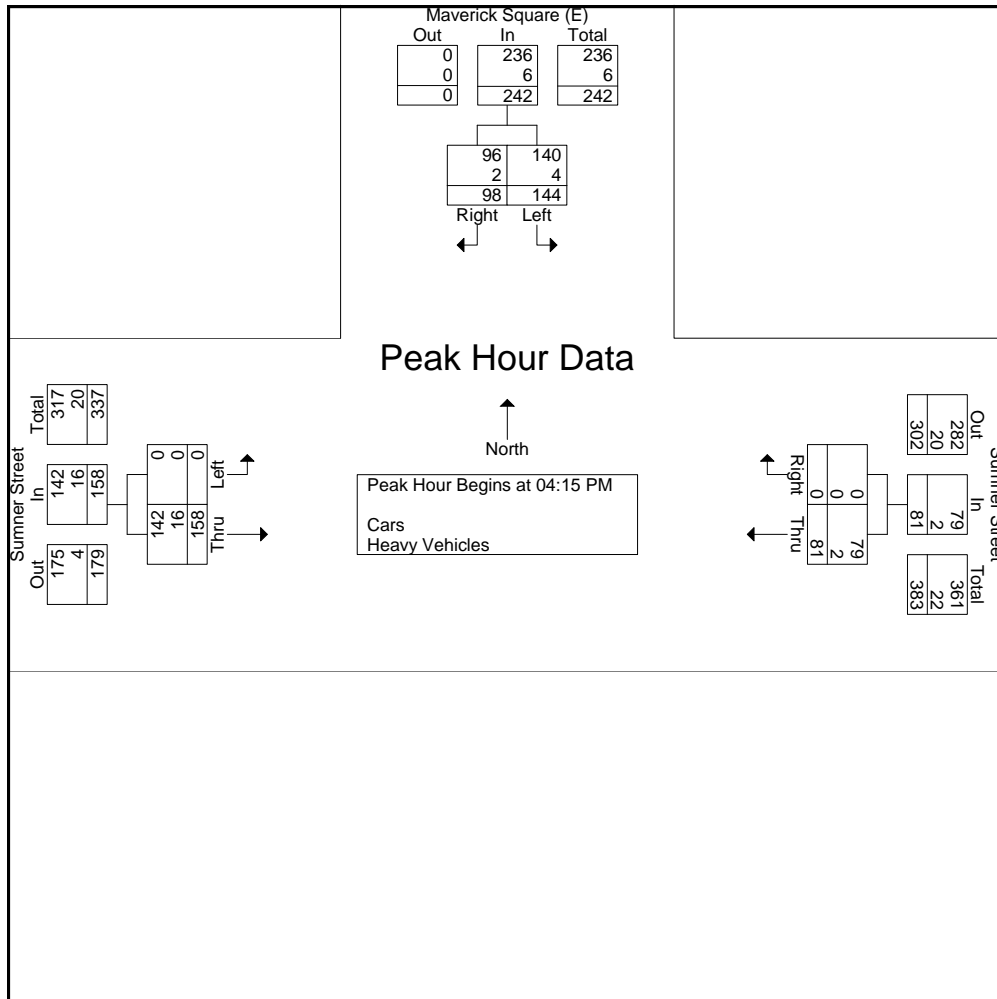 Maverick Square (E)
Out In Total
0 236 236
0 6 6
0 242 242
96 140
2 4
98 144
Right Left
Peak Hour Data
North
Peak Hour Begins at 04:15 PM
Cars
Heavy Vehicles
Sumner Street
Out In Total
175 142 317
4 16 20
179 158 337
Left Thru
0 142
0 16
0 158
Sumner Street
Out In Total
282 79 361
20 2 22
302 81 383
Right Thru
0 79
0 2
0 81